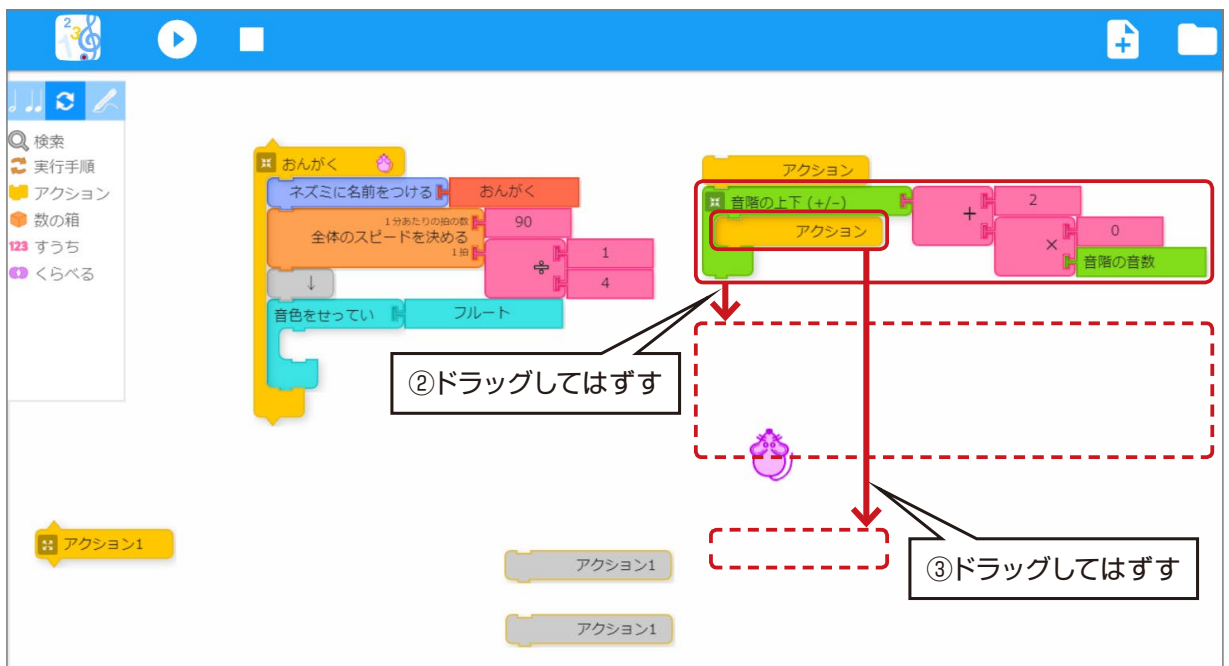 検索
実行手順
アクション
数の箱
123 すうち
くらべる
おんがく
ネズミに名前をつける おんがく
1分あたりの拍の数 90
全体のスピードを決める
1拍 ÷ 1
4
↓
音色をせってい フルート
アクション
音階の上下 (+/−) + 2
アクション × 0
音階の音数
②ドラッグしてはずす
③ドラッグしてはずす
アクション1
アクション1
アクション1